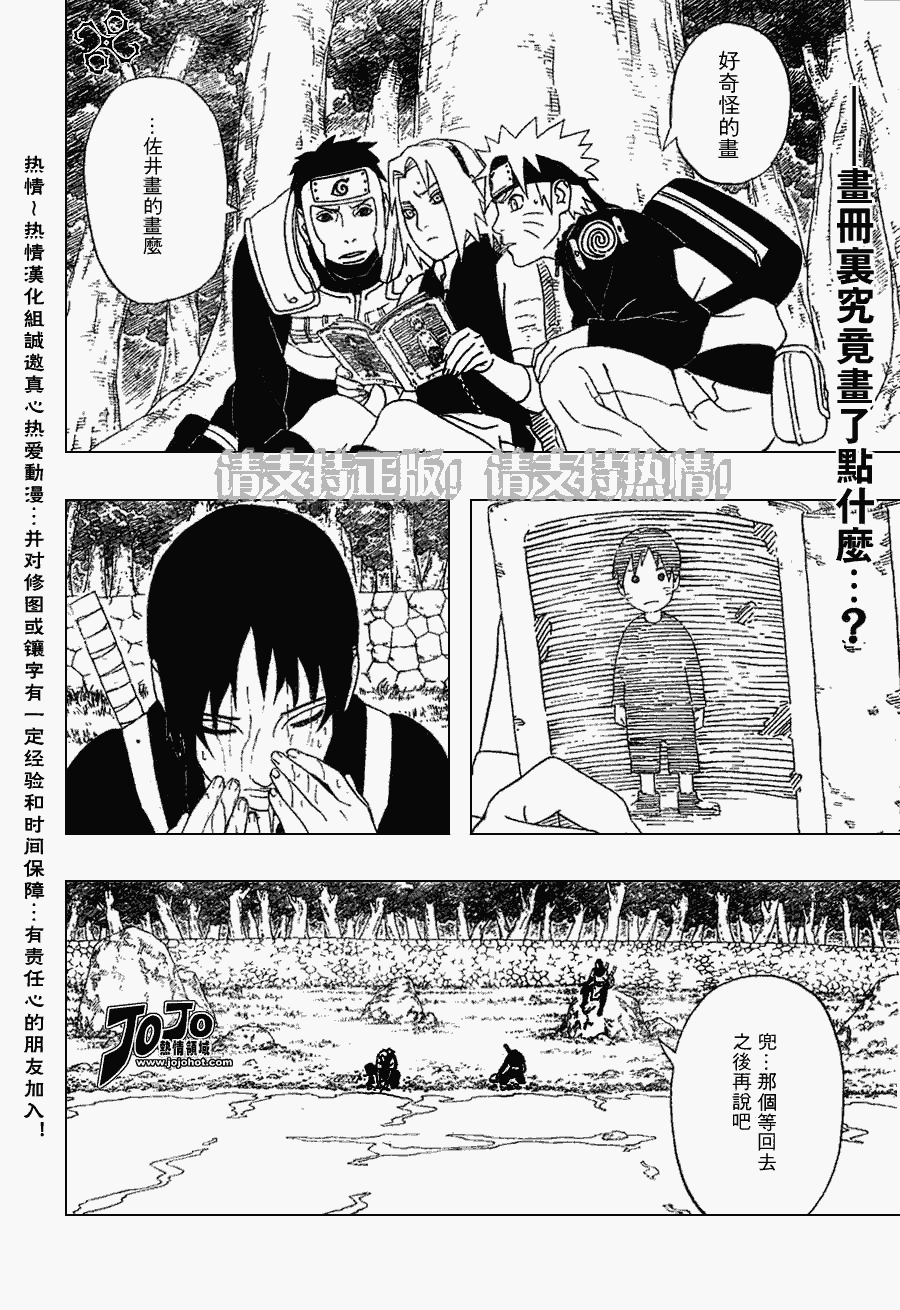 ——畫冊裏究竟畫了點什麼…？
好奇怪的畫
…佐井畫的畫麼
请支持正版! 请支持热情!
兜…那個等回去
之後再說吧
JOJO
熱情領域
www.jojohot.com
热情～热情漢化組誠邀真心热爱動漫…并对修图或镶字有一定经验和时间保障…有责任心的朋友加入！